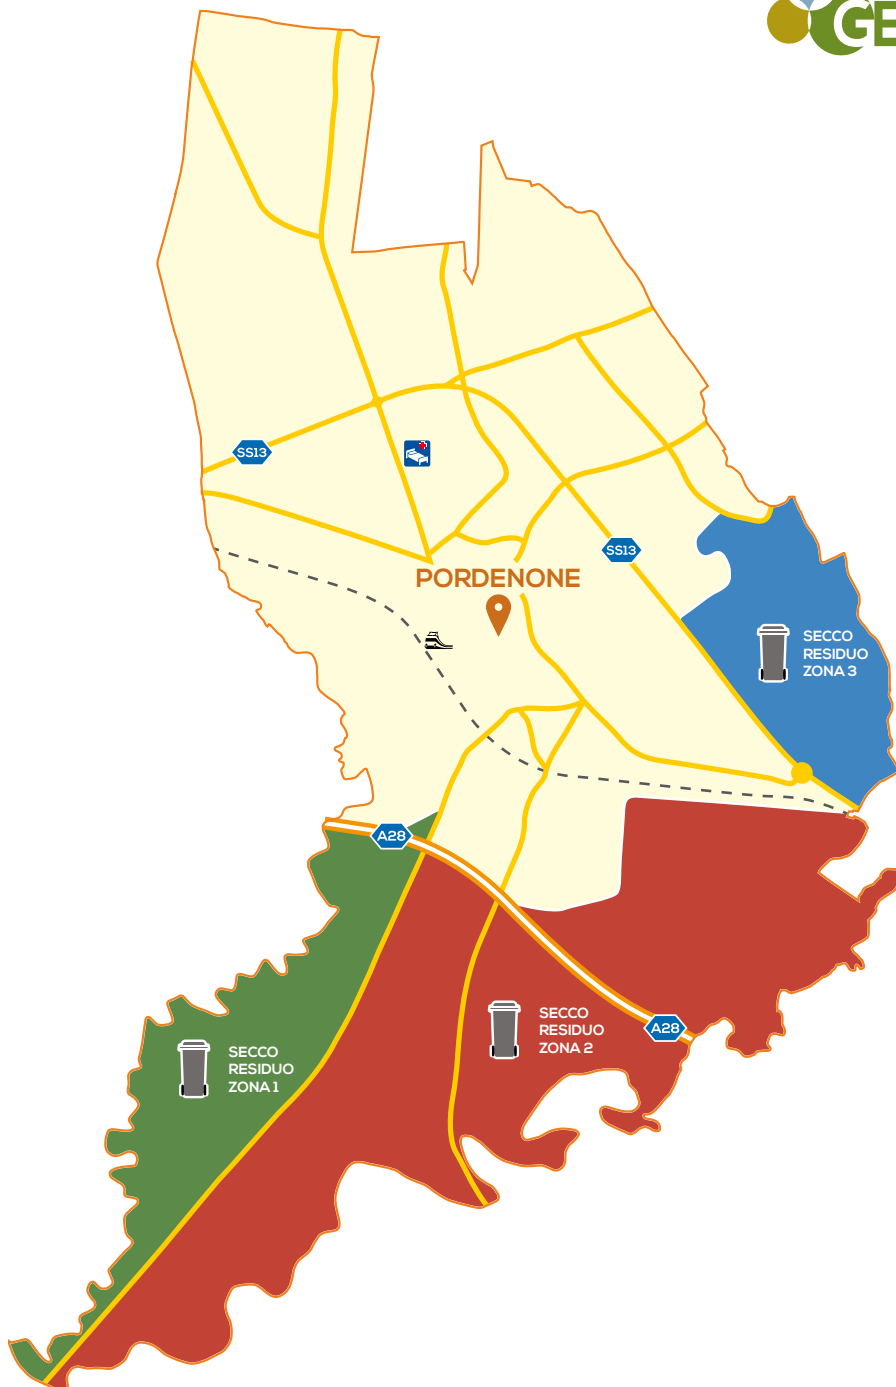 GE
SS13
SS13
PORDENONE
SECCO
RESIDUO
ZONA 3
A28
SECCO
RESIDUO
ZONA 2
A28
SECCO
RESIDUO
ZONA 1